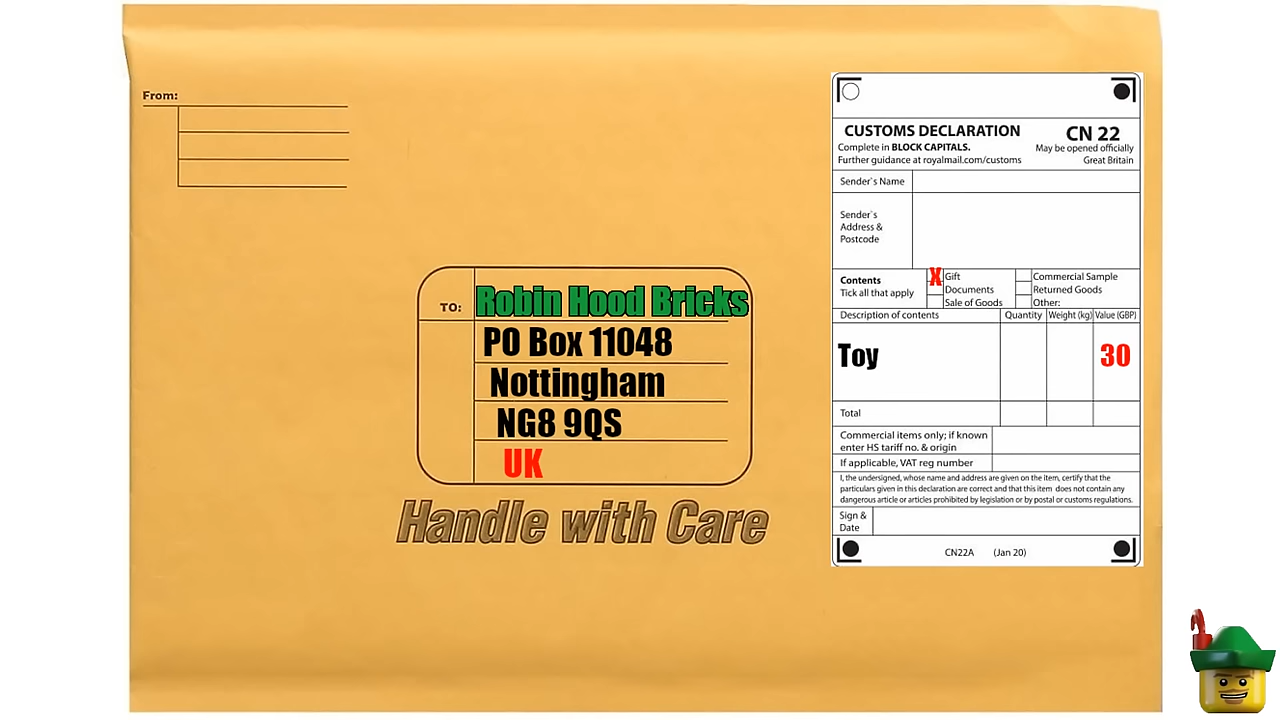 From:
TO: Robin Hood Bricks
PO Box 11048
Nottingham
NG8 9QS
UK
Handle with Care
CUSTOMS DECLARATION CN 22
Complete in BLOCK CAPITALS. May be opened officially
Further guidance at royalmail.com/customs Great Britain
Sender`s Name
Sender`s
Address &
Postcode
Contents
Tick all that apply
X Gift Commercial Sample
Documents Returned Goods
Sale of Goods Other:
Description of contents Quantity Weight (kg) Value (GBP)
Toy 30
Total
Commercial items only; if known
enter HS tariff no. & origin
If applicable, VAT reg number
I, the undersigned, whose name and address are given on the item, certify that the
particulars given in this declaration are correct and that this item does not contain any
dangerous article or articles prohibited by legislation or by postal or customs regulations.
Sign &
Date
CN22A (Jan 20)